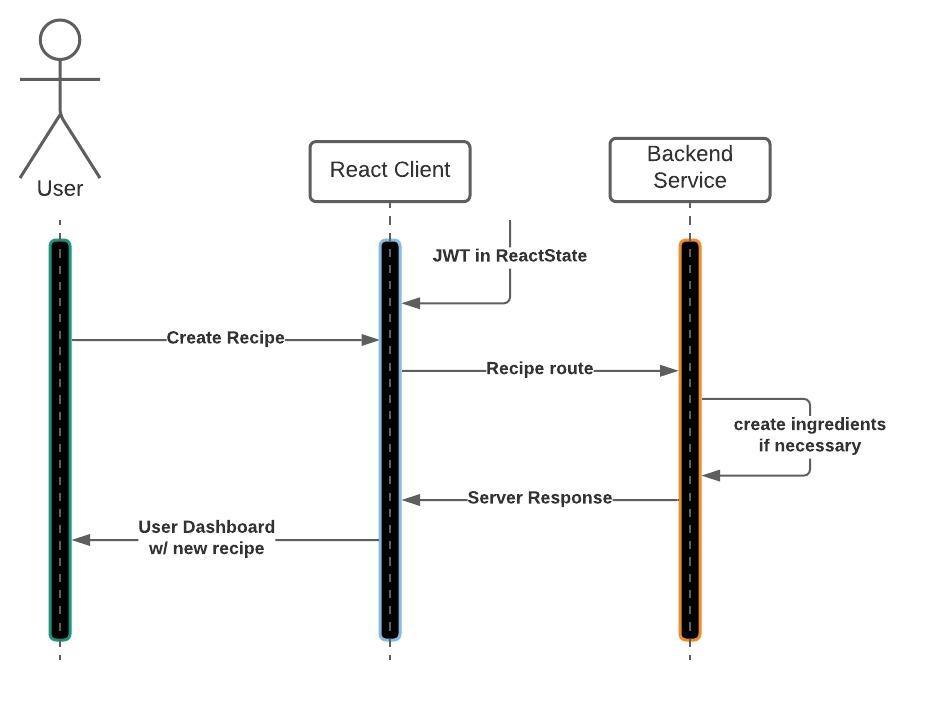 User
React Client
Backend
Service
JWT in ReactState
Create Recipe
Recipe route
create ingredients
if necessary
Server Response
User Dashboard
w/ new recipe